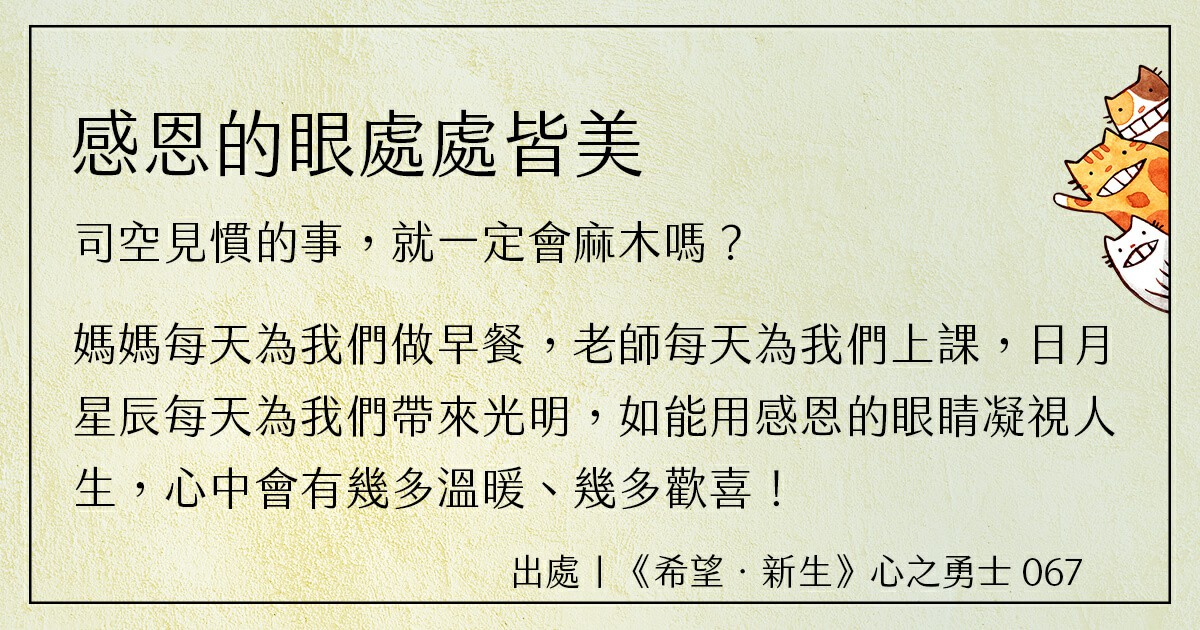 感恩的眼處處皆美
司空見慣的事，就一定會麻木嗎？
媽媽每天為我們做早餐，老師每天為我們上課，日月
星辰每天為我們帶來光明，如能用感恩的眼睛凝視人
生，心中會有幾多溫暖、幾多歡喜！
出處｜《希望．新生》心之勇士 067